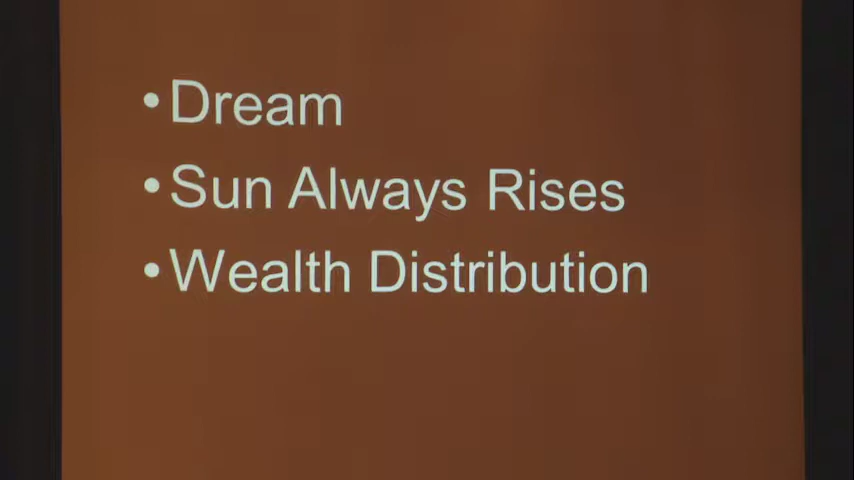 • Dream
• Sun Always Rises
• Wealth Distribution